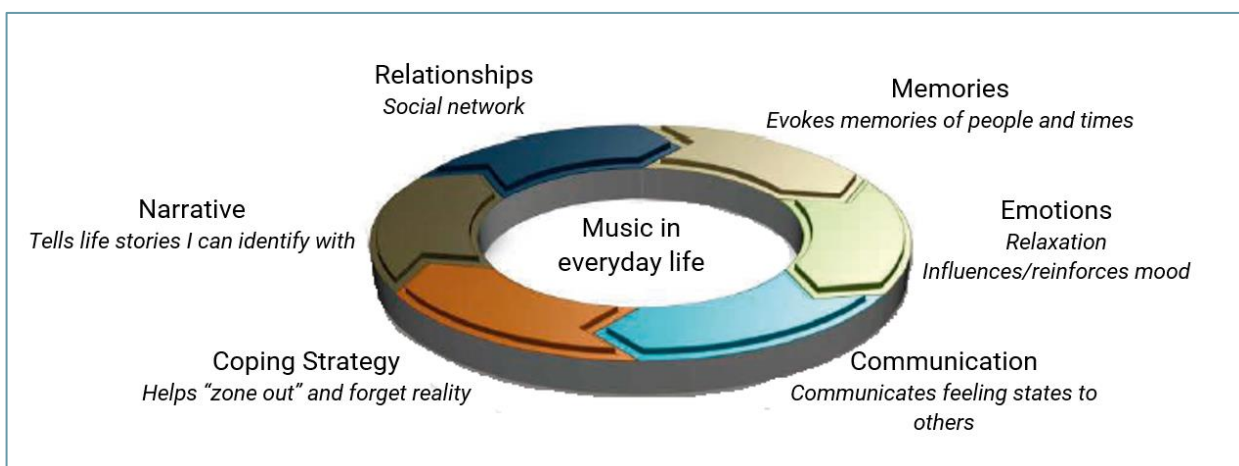 Relationships
Social network
Memories
Evokes memories of people and times
Narrative
Tells life stories I can identify with
Music in
everyday life
Emotions
Relaxation
Influences/reinforces mood
Coping Strategy
Helps “zone out” and forget reality
Communication
Communicates feeling states to
others